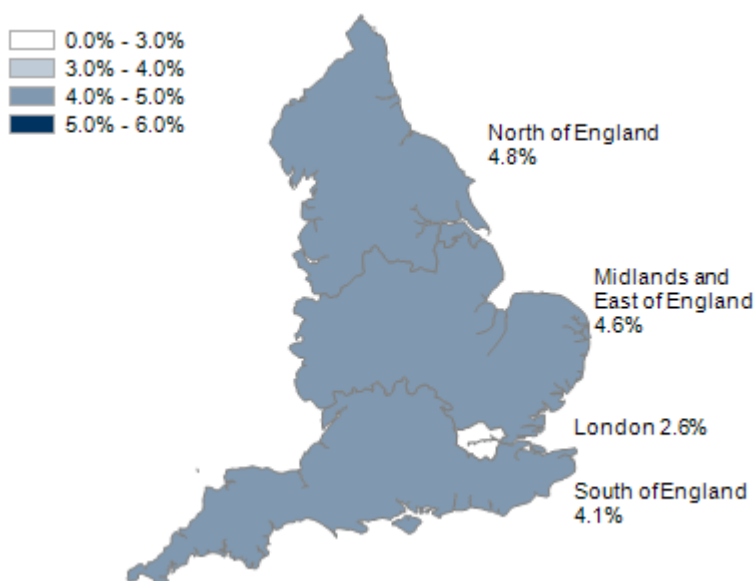 0.0% - 3.0%
3.0% - 4.0%
4.0% - 5.0%
5.0% - 6.0%
North of England
4.8%
Midlands and
East of England
4.6%
London 2.6%
South of England
4.1%